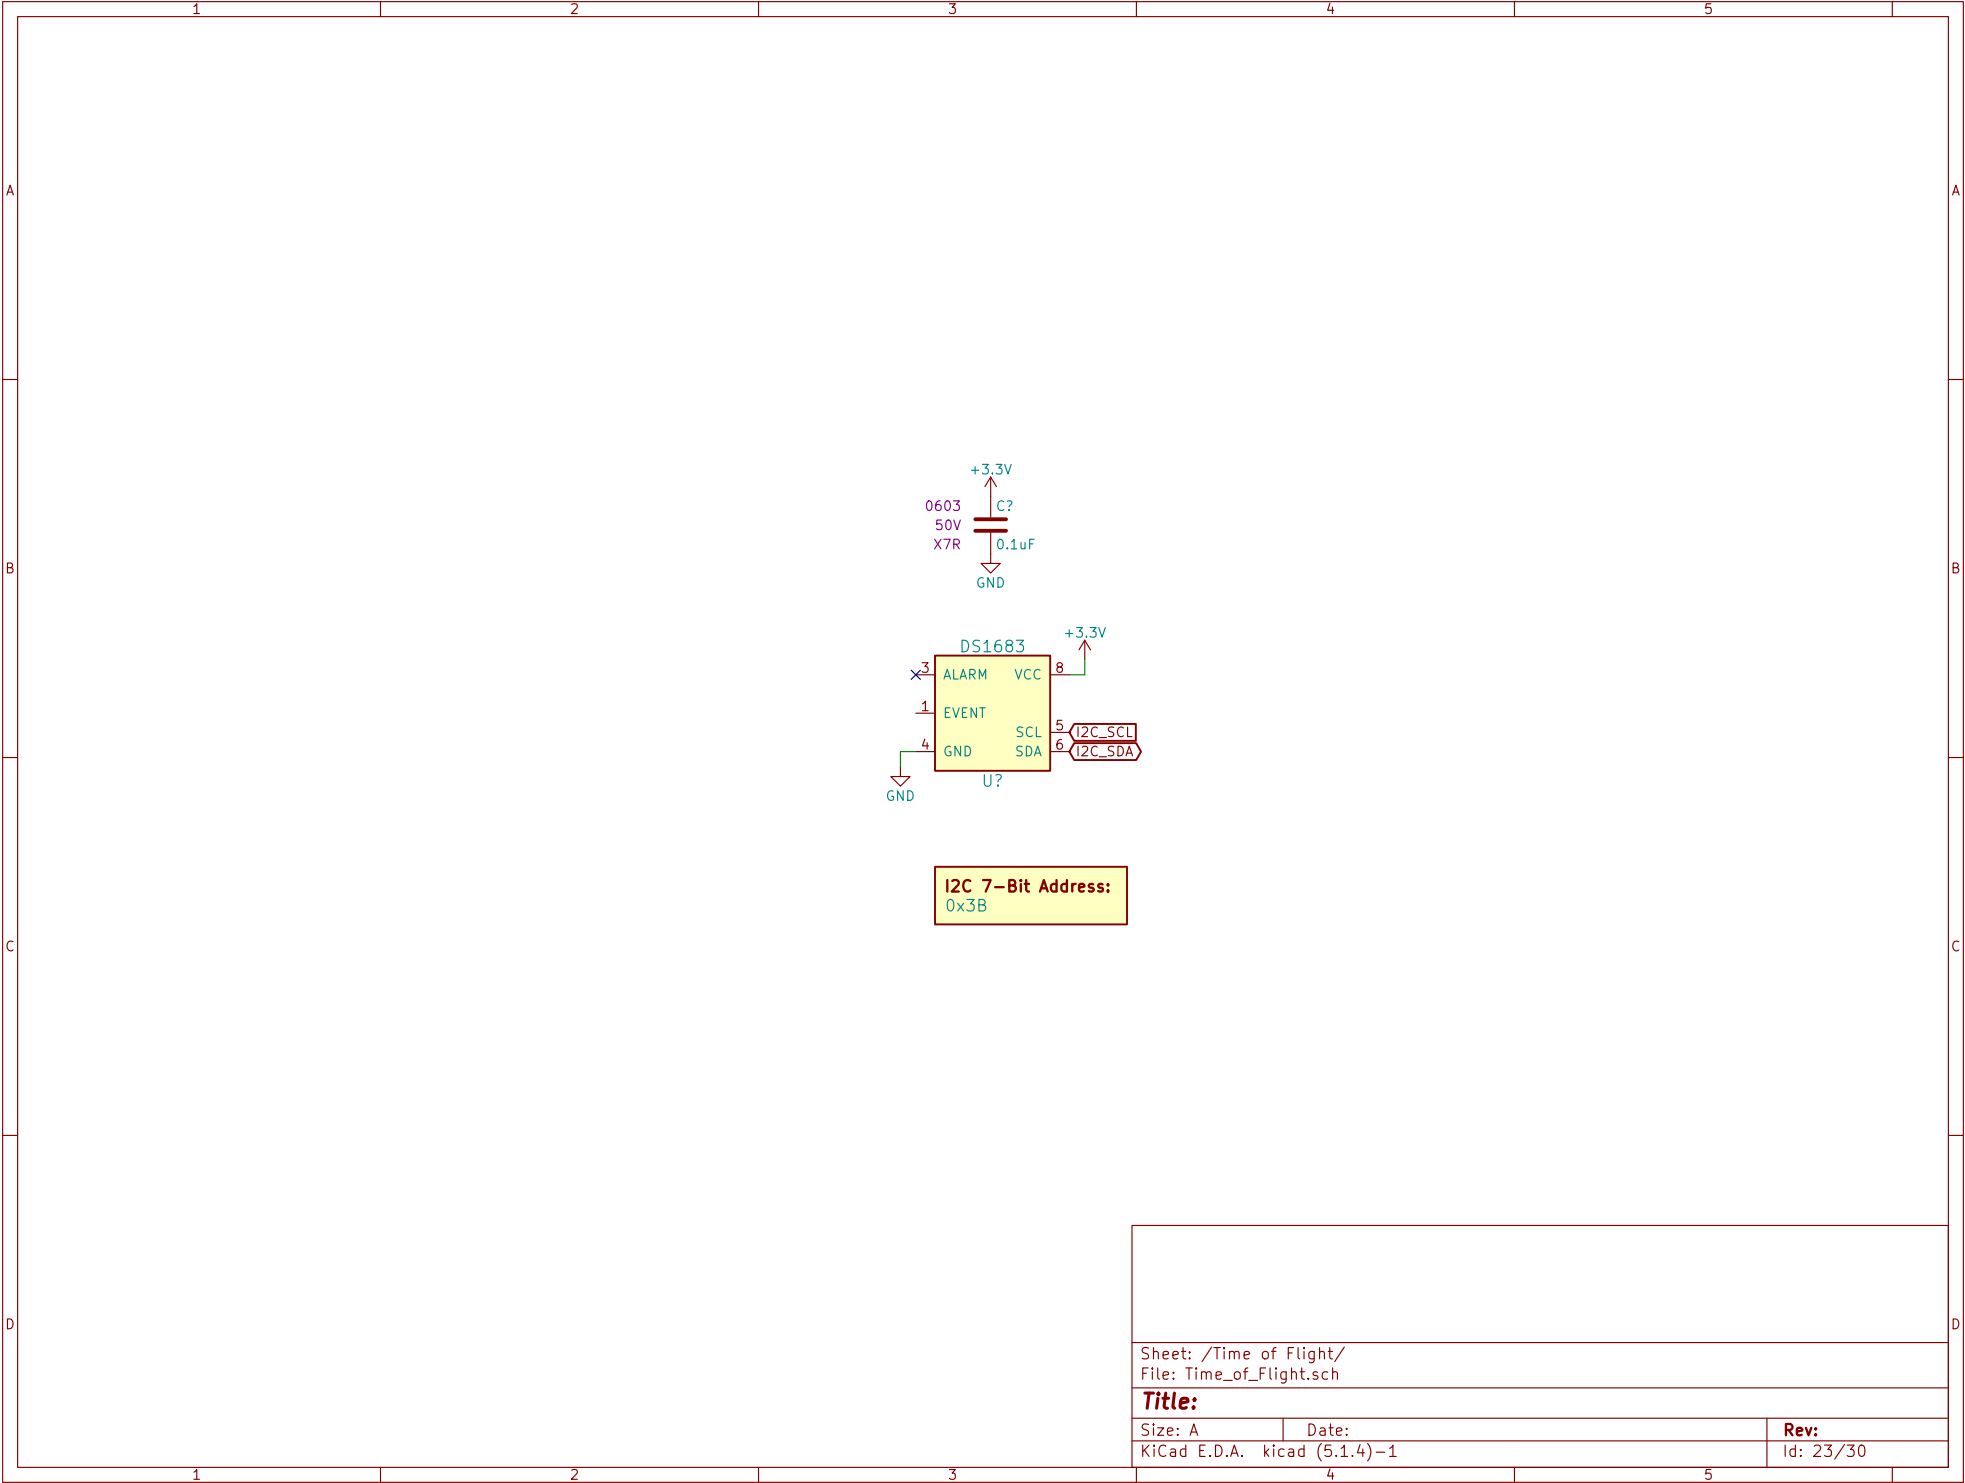 1 2 3 4 5
A A
+3.3V
0603 C?
50V
X7R 0.1uF
B B
GND
+3.3V
DS1683
3 ALARM VCC 8
1 EVENT
SCL 5 I2C_SCL
4 GND SDA 6 I2C_SDA
U?
GND
I2C 7-Bit Address:
0x3B
C C
D D
Sheet: /Time of Flight/
File: Time_of_Flight.sch
Title:
Size: A Date: Rev:
KiCad E.D.A. kicad (5.1.4)-1 Id: 23/30
1 2 3 4 5